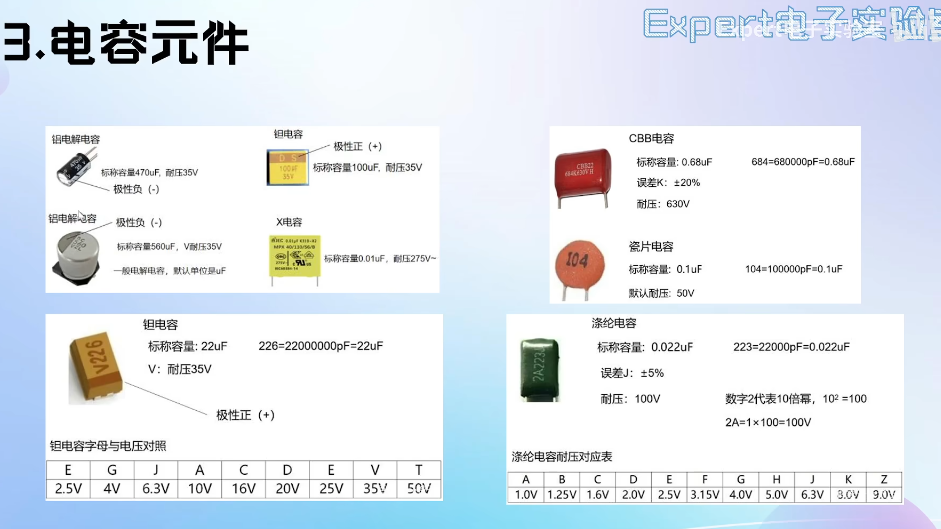 3.电容元件
Expert电子实验
铝电解电容
标称容量470uF, 耐压35V
极性负 (-)
钽电容
极性正 (+)
标称容量100uF, 耐压35V
铝电解电容
极性负 (-)
标称容量560uF, V耐压35V
一般电解电容, 默认单位是uF
X电容
标称容量0.01uF, 耐压275V~
CBB电容
标称容量: 0.68uF 684=680000pF=0.68uF
误差K: ±20%
耐压: 630V
CBB22
684K630VH
瓷片电容
104
标称容量: 0.1uF 104=100000pF=0.1uF
默认耐压: 50V
钽电容
V226
标称容量: 22uF 226=22000000pF=22uF
V: 耐压35V
极性正 (+)
钽电容字母与电压对照
E G J A C D E V T
2.5V 4V 6.3V 10V 16V 20V 25V 35V 50V
涤纶电容
2A223J
标称容量: 0.022uF 223=22000pF=0.022uF
误差J: ±5%
耐压: 100V 数字2代表10倍幂, 10² =100
2A=1×100=100V
涤纶电容耐压对应表
A B C D E F G H J K Z
1.0V 1.25V 1.6V 2.0V 2.5V 3.15V 4.0V 5.0V 6.3V 8.0V 9.0V